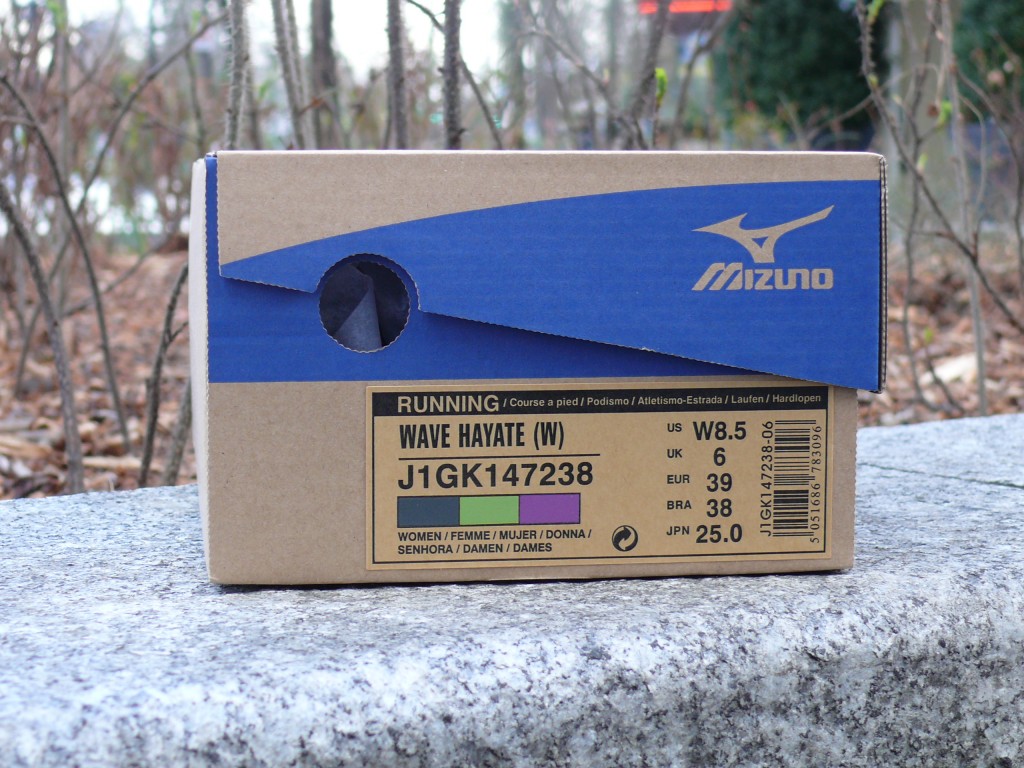 MIZUNO
RUNNING / Course a pied / Podismo / Atletismo-Estrada / Laufen / Hardlopen
WAVE HAYATE (W)
J1GK147238
WOMEN / FEMME / MUJER / DONNA /
SENHORA / DAMEN / DAMES
US W8.5
UK 6
EUR 39
BRA 38
JPN 25.0
J1GK147238-06
5 051686 783096